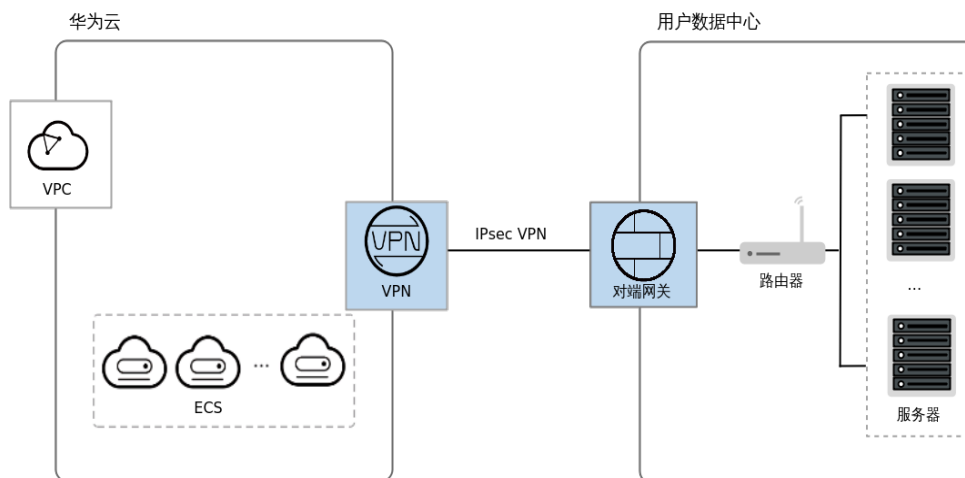 华为云
用户数据中心
VPC
VPN
IPsec VPN
VPN
对端网关
路由器
...
...
ECS
服务器